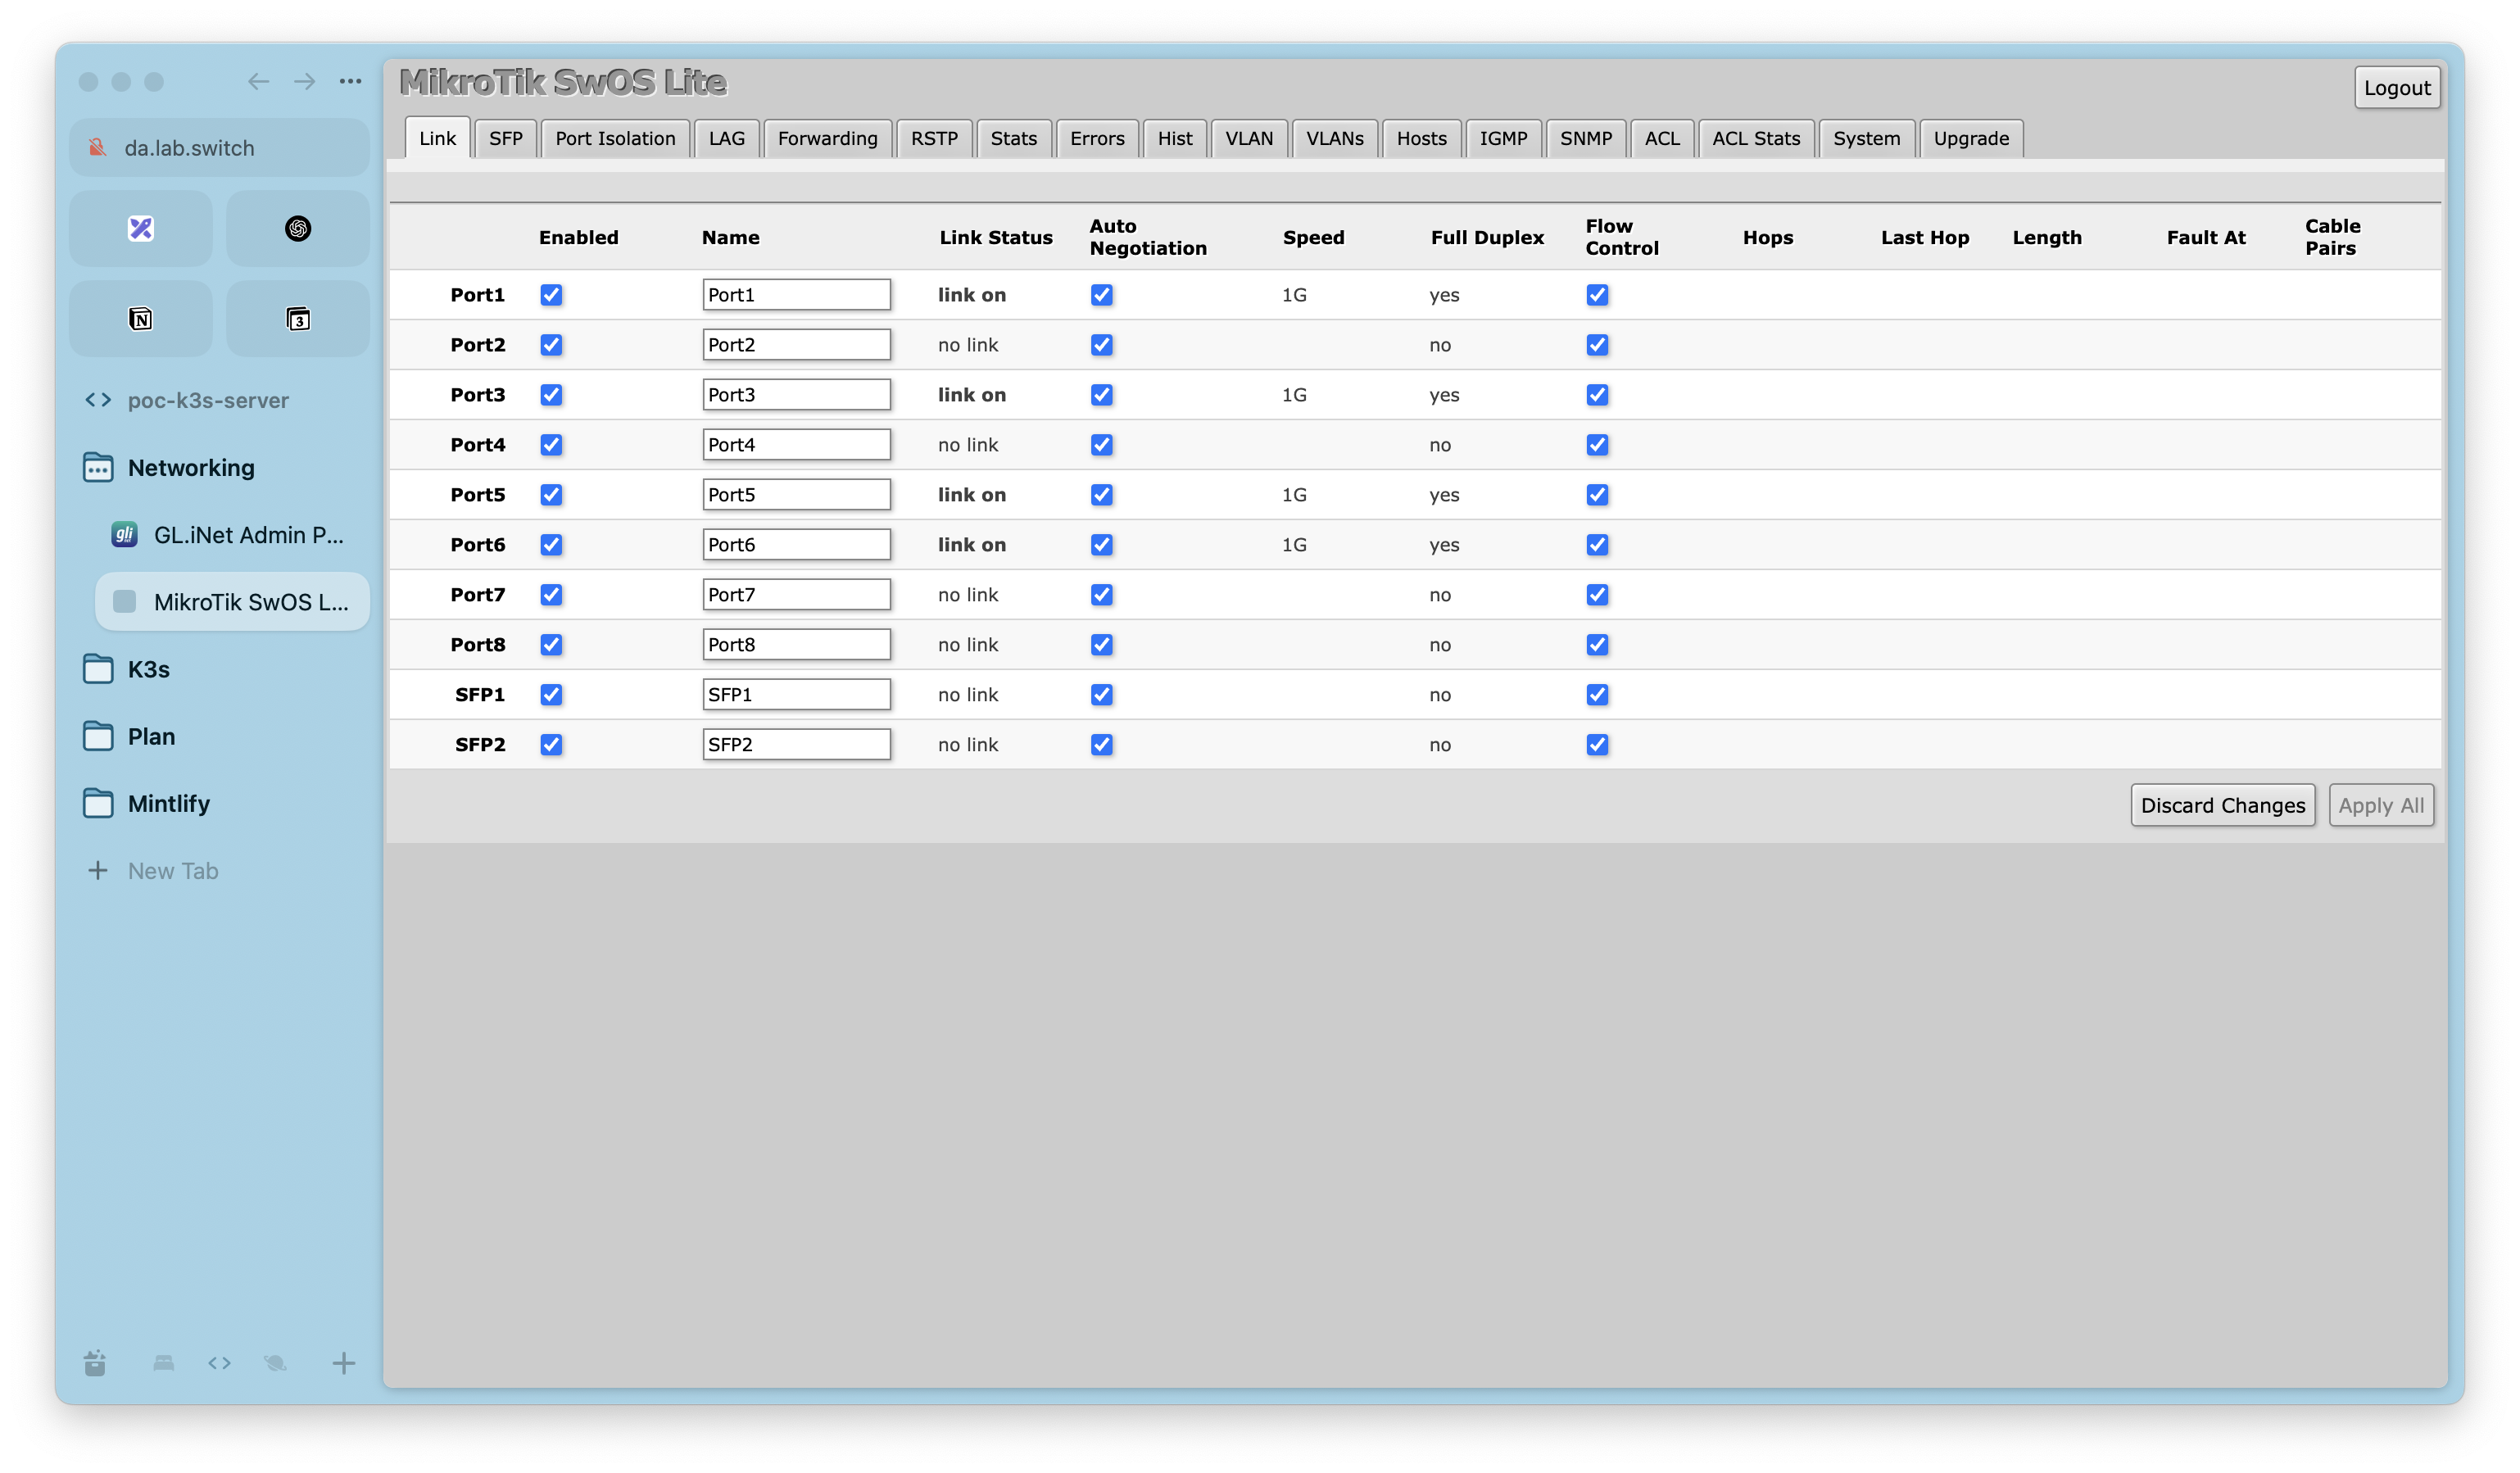 da.lab.switch
N
3
poc-k3s-server
Networking
gli
GL.iNet Admin P...
MikroTik SwOS L...
K3s
Plan
Mintlify
New Tab
MikroTik SwOS Lite
Logout
Link SFP Port Isolation LAG Forwarding RSTP Stats Errors Hist VLAN VLANs Hosts IGMP SNMP ACL ACL Stats System Upgrade
Enabled Name Link Status Auto Negotiation Speed Full Duplex Flow Control Hops Last Hop Length Fault At Cable Pairs
Port1 Port1 link on 1G yes
Port2 Port2 no link no
Port3 Port3 link on 1G yes
Port4 Port4 no link no
Port5 Port5 link on 1G yes
Port6 Port6 link on 1G yes
Port7 Port7 no link no
Port8 Port8 no link no
SFP1 SFP1 no link no
SFP2 SFP2 no link no
Discard Changes Apply All